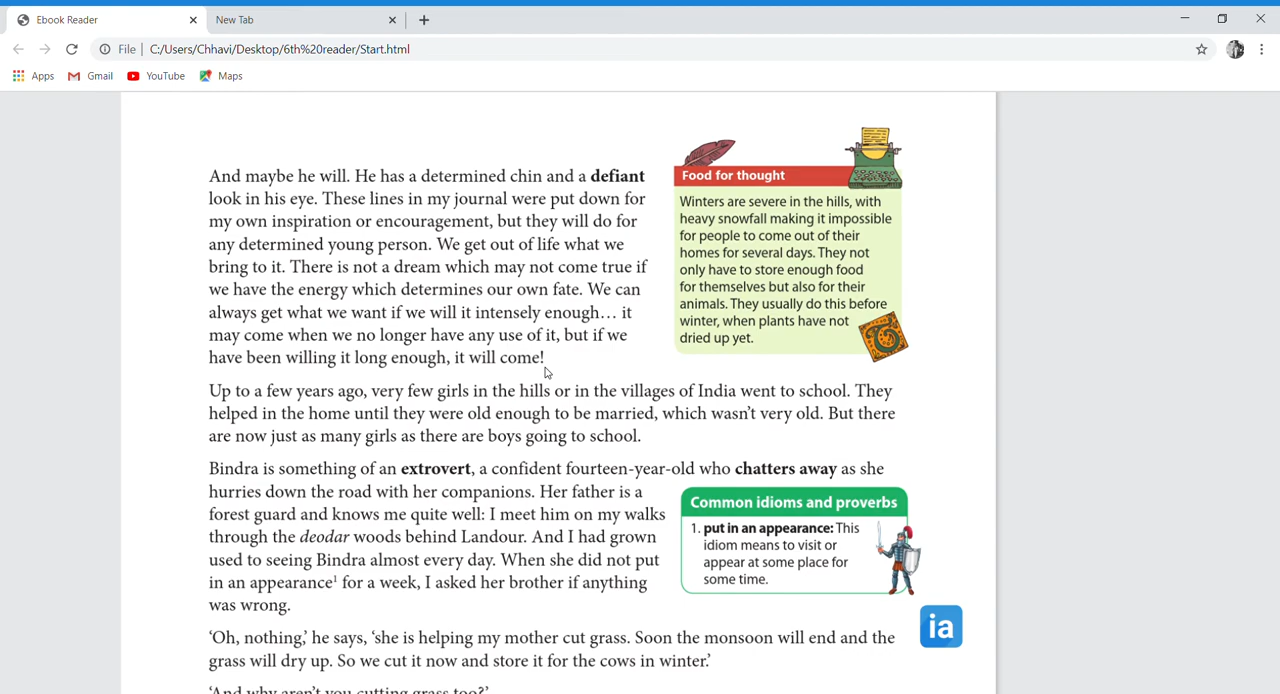 Ebook Reader
New Tab
File
C:/Users/Chhavi/Desktop/6th%20reader/Start.html
Apps
Gmail
YouTube
Maps
And maybe he will. He has a determined chin and a defiant
look in his eye. These lines in my journal were put down for
my own inspiration or encouragement, but they will do for
any determined young person. We get out of life what we
bring to it. There is not a dream which may not come true if
we have the energy which determines our own fate. We can
always get what we want if we will it intensely enough… it
may come when we no longer have any use of it, but if we
have been willing it long enough, it will come!
Food for thought
Winters are severe in the hills, with
heavy snowfall making it impossible
for people to come out of their
homes for several days. They not
only have to store enough food
for themselves but also for their
animals. They usually do this before
winter, when plants have not
dried up yet.
Up to a few years ago, very few girls in the hills or in the villages of India went to school. They
helped in the home until they were old enough to be married, which wasn't very old. But there
are now just as many girls as there are boys going to school.
Bindra is something of an extrovert, a confident fourteen-year-old who chatters away as she
hurries down the road with her companions. Her father is a
forest guard and knows me quite well: I meet him on my walks
through the deodar woods behind Landour. And I had grown
used to seeing Bindra almost every day. When she did not put
in an appearance¹ for a week, I asked her brother if anything
was wrong.
Common idioms and proverbs
1. put in an appearance: This
idiom means to visit or
appear at some place for
some time.
ia
'Oh, nothing,' he says, 'she is helping my mother cut grass. Soon the monsoon will end and the
grass will dry up. So we cut it now and store it for the cows in winter.'
'And why aren't you cutting grass too?'